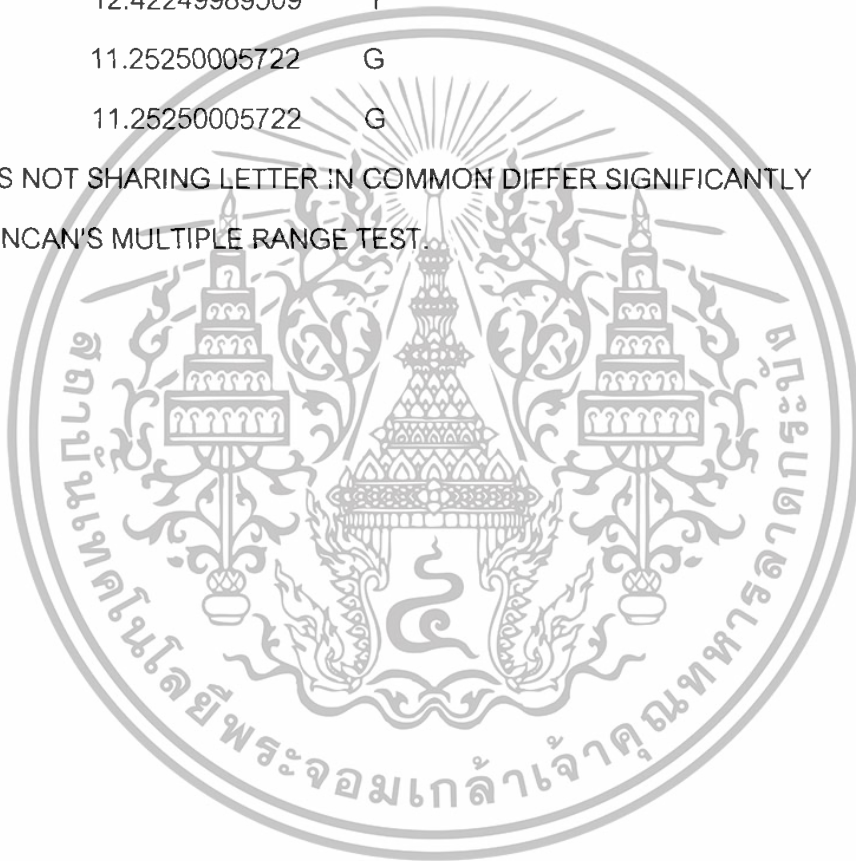 11.25250005722 G
11.25250005722 G
S NOT SHARING LETTER IN COMMON DIFFER SIGNIFICANTLY
NCAN'S MULTIPLE RANGE TEST.
สถาบันเทคโนโลยีพระจอมเกล้าเจ้าคุณทหารลาดกระบัง